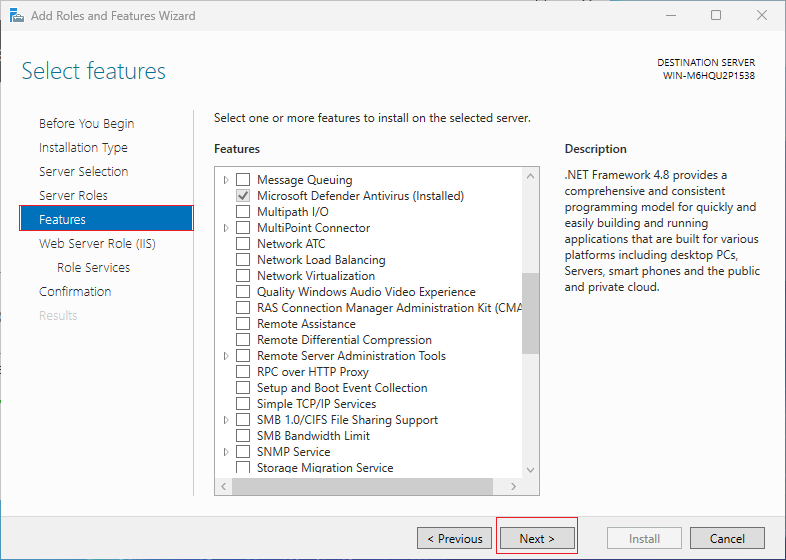 Add Roles and Features Wizard
Select features
DESTINATION SERVER
WIN-M6HQU2P1538
Before You Begin
Installation Type
Server Selection
Server Roles
Features
Web Server Role (IIS)
Role Services
Confirmation
Results
Select one or more features to install on the selected server.
Features
Message Queuing
Microsoft Defender Antivirus (Installed)
Multipath I/O
MultiPoint Connector
Network ATC
Network Load Balancing
Network Virtualization
Quality Windows Audio Video Experience
RAS Connection Manager Administration Kit (CMA
Remote Assistance
Remote Differential Compression
Remote Server Administration Tools
RPC over HTTP Proxy
Setup and Boot Event Collection
Simple TCP/IP Services
SMB 1.0/CIFS File Sharing Support
SMB Bandwidth Limit
SNMP Service
Storage Migration Service
Description
.NET Framework 4.8 provides a
comprehensive and consistent
programming model for quickly and
easily building and running
applications that are built for various
platforms including desktop PCs,
Servers, smart phones and the public
and private cloud.
< Previous
Next >
Install
Cancel